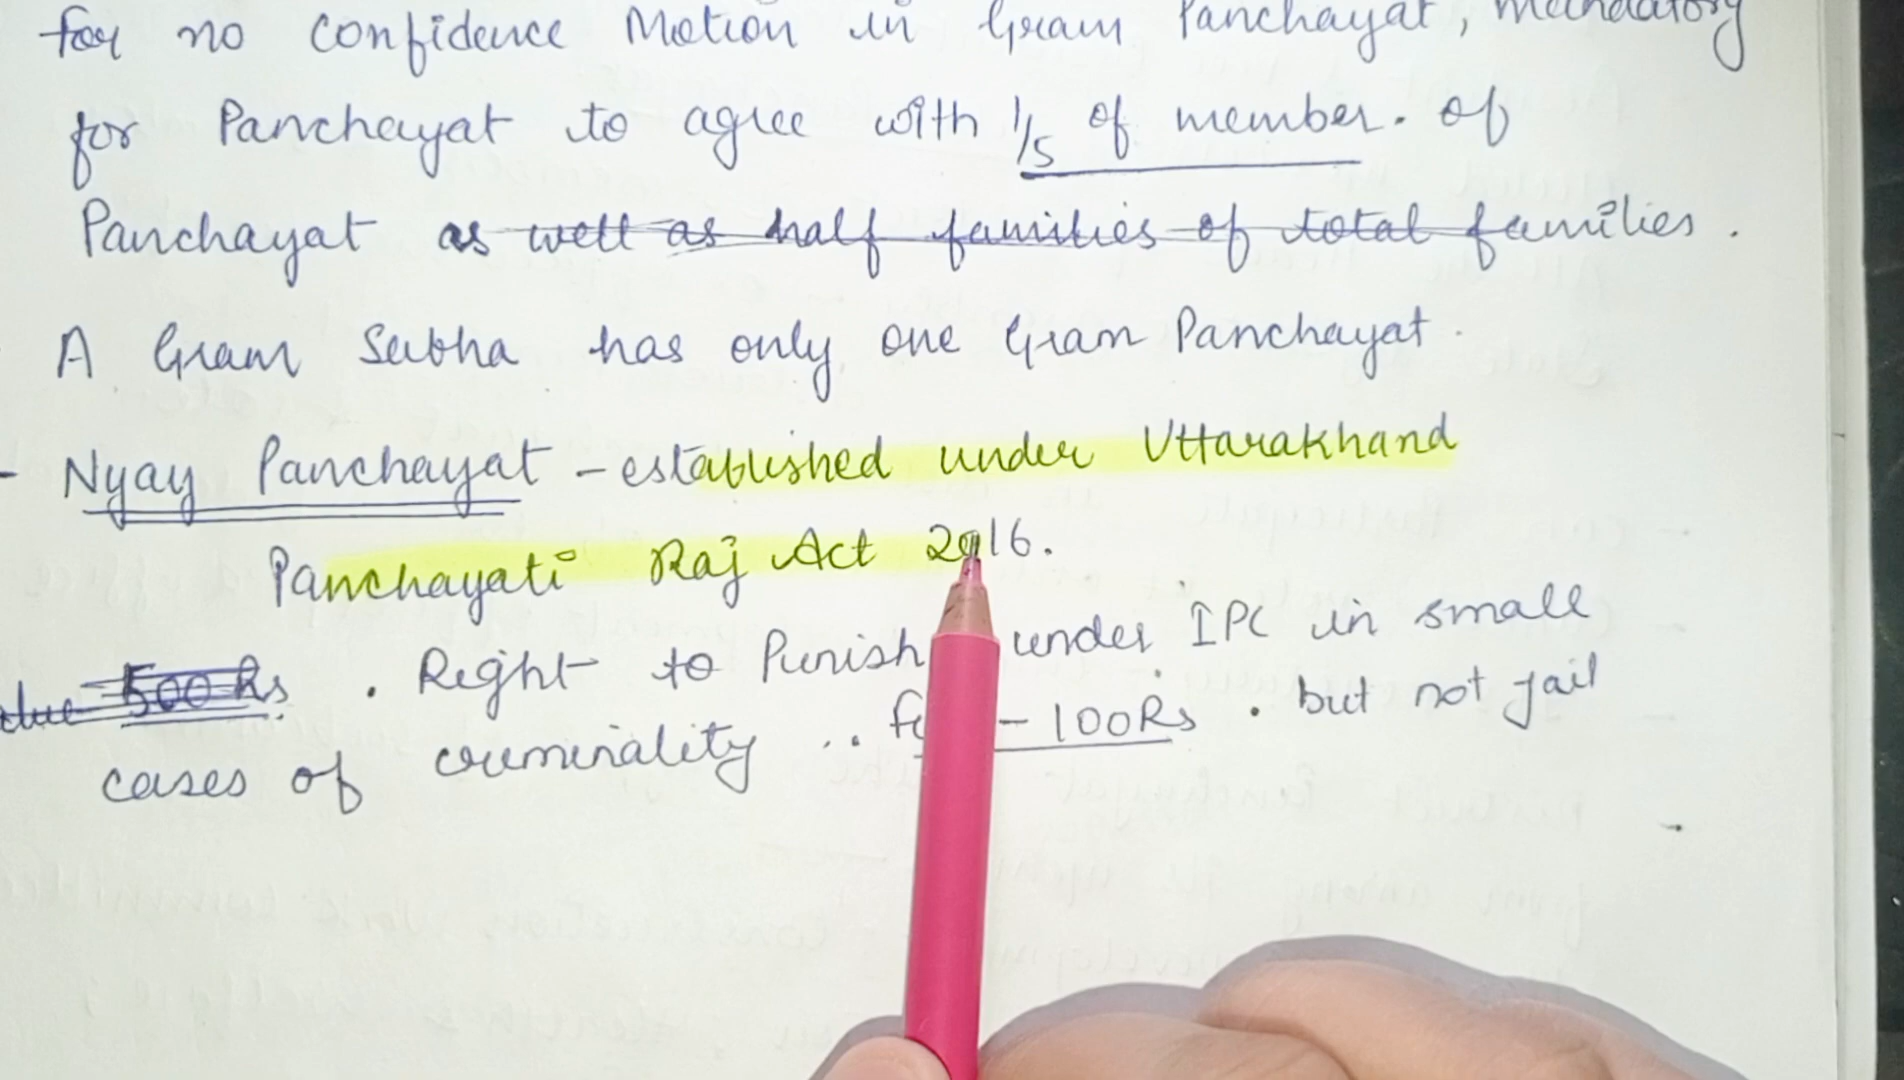 for no confidence Motion in Gram Panchayat, Mandatory
for Panchayat to agree with 1/5 of member. of
Panchayat as well as half families of total families.
A Gram Sabha has only one Gram Panchayat.
- Nyay Panchayat - established under Uttarakhand
Panchayati Raj Act 2016.
500 Rs. Right to Punish under IPC in small
cases of criminality .. - 100Rs. but not jail